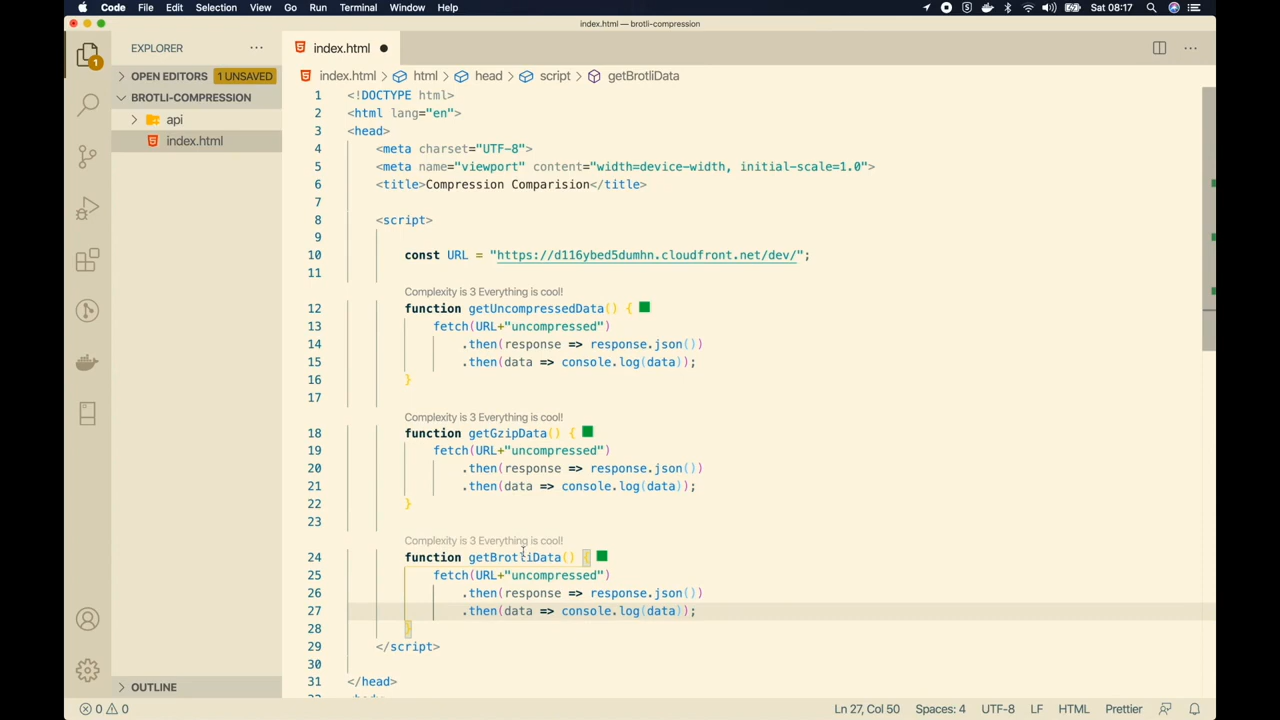 Code File Edit Selection View Go Run Terminal Window Help Sat 08:17
index.html — brotli-compression
EXPLORER
index.html
OPEN EDITORS 1 UNSAVED
index.html > html > head > script > getBrotliData
BROTLI-COMPRESSION
api
index.html
1 <!DOCTYPE html>
2 <html lang="en">
3 <head>
4 <meta charset="UTF-8">
5 <meta name="viewport" content="width=device-width, initial-scale=1.0">
6 <title>Compression Comparision</title>
7
8 <script>
9
10 const URL = "https://d116ybed5dumhn.cloudfront.net/dev/";
11
Complexity is 3 Everything is cool!
12 function getUncompressedData() {
13 fetch(URL+"uncompressed")
14 .then(response => response.json())
15 .then(data => console.log(data));
16 }
17
Complexity is 3 Everything is cool!
18 function getGzipData() {
19 fetch(URL+"uncompressed")
20 .then(response => response.json())
21 .then(data => console.log(data));
22 }
23
Complexity is 3 Everything is cool!
24 function getBrotliData() {
25 fetch(URL+"uncompressed")
26 .then(response => response.json())
27 .then(data => console.log(data));
28 }
29 </script>
30
31 </head>
32 <body>
OUTLINE
0 0 Ln 27, Col 50 Spaces: 4 UTF-8 LF HTML Prettier